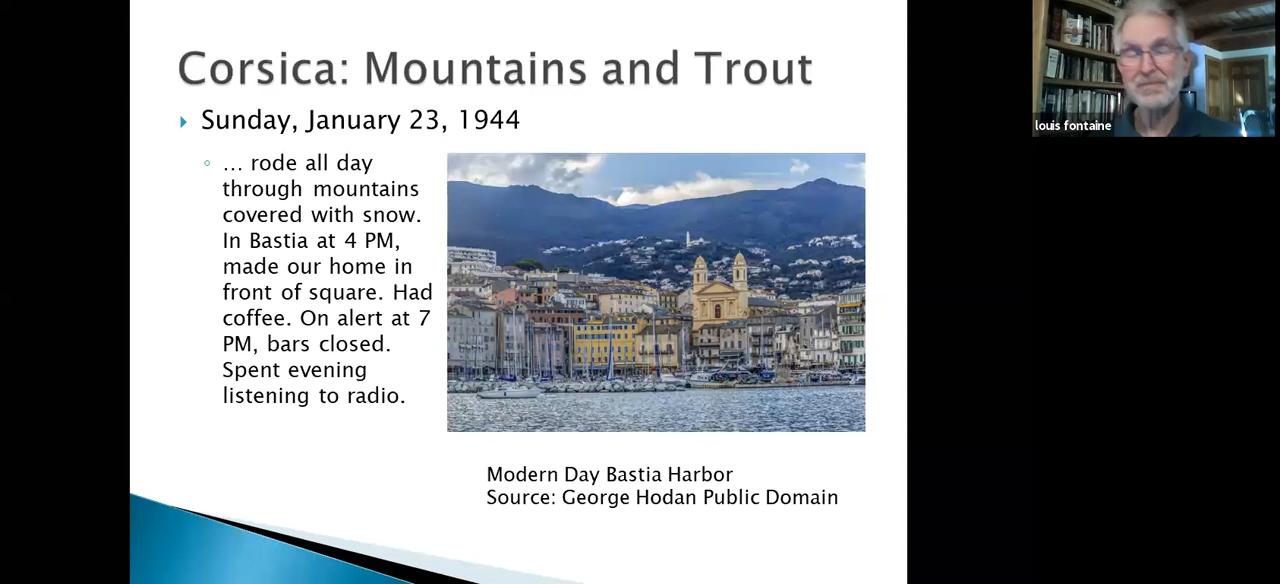 Corsica: Mountains and Trout
Sunday, January 23, 1944
… rode all day
through mountains
covered with snow.
In Bastia at 4 PM,
made our home in
front of square. Had
coffee. On alert at 7
PM, bars closed.
Spent evening
listening to radio.
Modern Day Bastia Harbor
Source: George Hodan Public Domain
louis fontaine